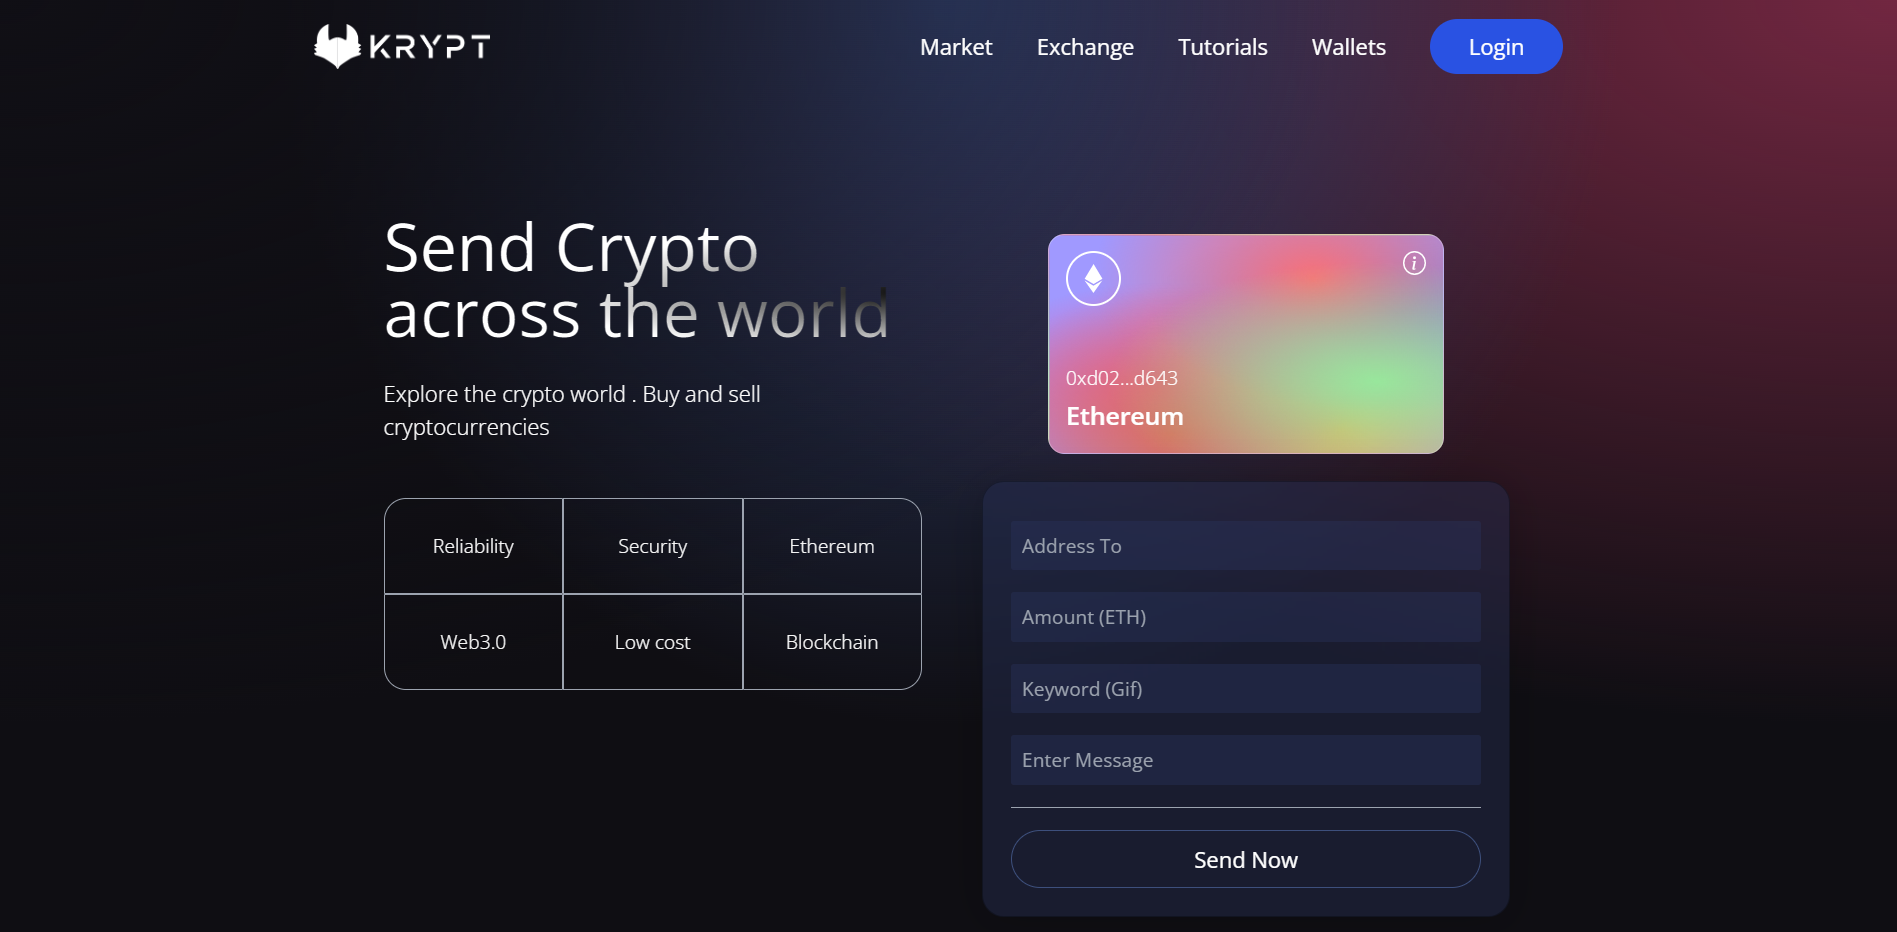 KRYPT
Market
Exchange
Tutorials
Wallets
Login
Send Crypto
across the world
Explore the crypto world . Buy and sell
cryptocurrencies
Reliability
Security
Ethereum
Web3.0
Low cost
Blockchain
i
0xd02...d643
Ethereum
Address To
Amount (ETH)
Keyword (Gif)
Enter Message
Send Now